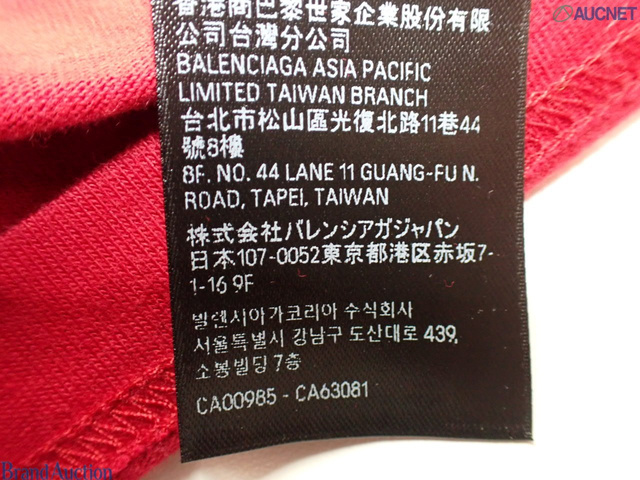 AUCNET
香港商巴黎世家企業股份有限
公司台灣分公司
BALENCIAGA ASIA PACIFIC
LIMITED TAIWAN BRANCH
台北市松山區光復北路11巷44
號8樓
8F. NO. 44 LANE 11 GUANG-FU N.
ROAD, TAPEI, TAIWAN
株式会社バレンシアガジャパン
日本107-0052東京都港区赤坂7-
1-16 9F
발렌시아가코리아 수식회사
서울특별시 강남구 도산대로 439,
소봉빌딩 7층
CA00985 - CA63081
Brand Auction